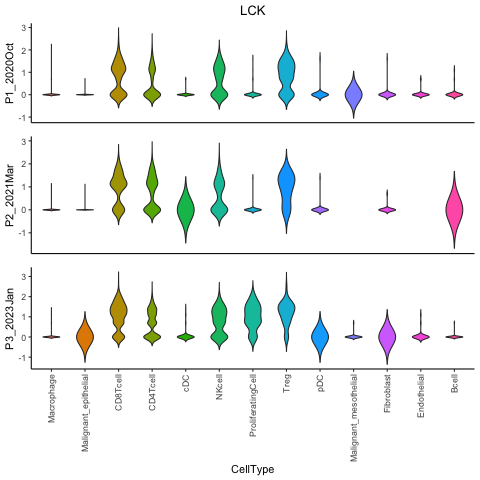 LCK
P1_2020Oct
3
2
1
0
-1
P2_2021Mar
3
2
1
0
-1
P3_2023Jan
3
2
1
0
-1
Macrophage
Malignant_epithelial
CD8Tcell
CD4Tcell
cDC
NKcell
ProliferatingCell
Treg
pDC
Malignant_mesothelial
Fibroblast
Endothelial
Bcell
CellType